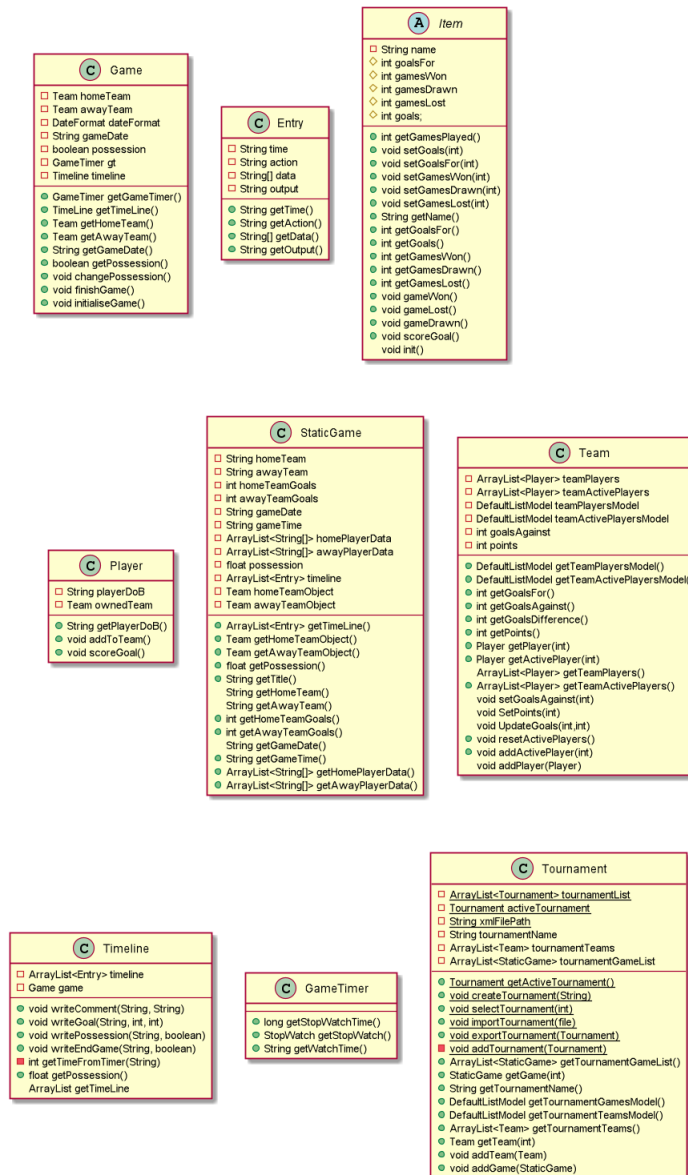 A Item
String name
int goalsFor
int gamesWon
int gamesDrawn
int gamesLost
int goals;
int getGamesPlayed()
void setGoals(int)
void setGoalsFor(int)
void setGamesWon(int)
void setGamesDrawn(int)
void setGamesLost(int)
String getName()
int getGoalsFor()
int getGoals()
int getGamesWon()
int getGamesDrawn()
int getGamesLost()
void gameWon()
void gameLost()
void gameDrawn()
void scoreGoal()
void init()
C Game
Team homeTeam
Team awayTeam
DateFormat dateFormat
String gameDate
boolean possession
GameTimer gt
Timeline timeline
GameTimer getGameTimer()
TimeLine getTimeLine()
Team getHomeTeam()
Team getAwayTeam()
String getGameDate()
boolean getPossession()
void changePossession()
void finishGame()
void initialiseGame()
C Entry
String time
String action
String[] data
String output
String getTime()
String getAction()
String[] getData()
String getOutput()
C StaticGame
String homeTeam
String awayTeam
int homeTeamGoals
int awayTeamGoals
String gameDate
String gameTime
ArrayList<String[]> homePlayerData
ArrayList<String[]> awayPlayerData
float possession
ArrayList<Entry> timeline
Team homeTeamObject
Team awayTeamObject
ArrayList<Entry> getTimeLine()
Team getHomeTeamObject()
Team getAwayTeamObject()
float getPossession()
String getTitle()
String getHomeTeam()
String getAwayTeam()
int getHomeTeamGoals()
int getAwayTeamGoals()
String getGameDate()
String getGameTime()
ArrayList<String[]> getHomePlayerData()
ArrayList<String[]> getAwayPlayerData()
C Team
ArrayList<Player> teamPlayers
ArrayList<Player> teamActivePlayers
DefaultListModel teamPlayersModel
DefaultListModel teamActivePlayersModel
int goalsAgainst
int points
DefaultListModel getTeamPlayersModel()
DefaultListModel getTeamActivePlayersModel(
int getGoalsFor()
int getGoalsAgainst()
int getGoalsDifference()
int getPoints()
Player getPlayer(int)
Player getActivePlayer(int)
ArrayList<Player> getTeamPlayers()
ArrayList<Player> getTeamActivePlayers()
void setGoalsAgainst(int)
void SetPoints(int)
void UpdateGoals(int,int)
void resetActivePlayers()
void addActivePlayer(int)
void addPlayer(Player)
C Player
String playerDoB
Team ownedTeam
String getPlayerDoB()
void addToTeam()
void scoreGoal()
C Tournament
ArrayList<Tournament> tournamentList
Tournament activeTournament
String xmlFilePath
String tournamentName
ArrayList<Team> tournamentTeams
ArrayList<StaticGame> tournamentGameList
Tournament getActiveTournament()
void createTournament(String)
void selectTournament(int)
void importTournament(file)
void exportTournament(Tournament)
void addTournament(Tournament)
ArrayList<StaticGame> getTournamentGameList()
StaticGame getGame(int)
String getTournamentName()
DefaultListModel getTournamentGamesModel()
DefaultListModel getTournamentTeamsModel()
ArrayList<Team> getTournamentTeams()
Team getTeam(int)
void addTeam(Team)
void addGame(StaticGame)
C Timeline
ArrayList<Entry> timeline
Game game
void writeComment(String, String)
void writeGoal(String, int, int)
void writePossession(String, boolean)
void writeEndGame(String, boolean)
int getTimeFromTimer(String)
float getPossession()
ArrayList getTimeLine
C GameTimer
long getStopWatchTime()
StopWatch getStopWatch()
String getWatchTime()